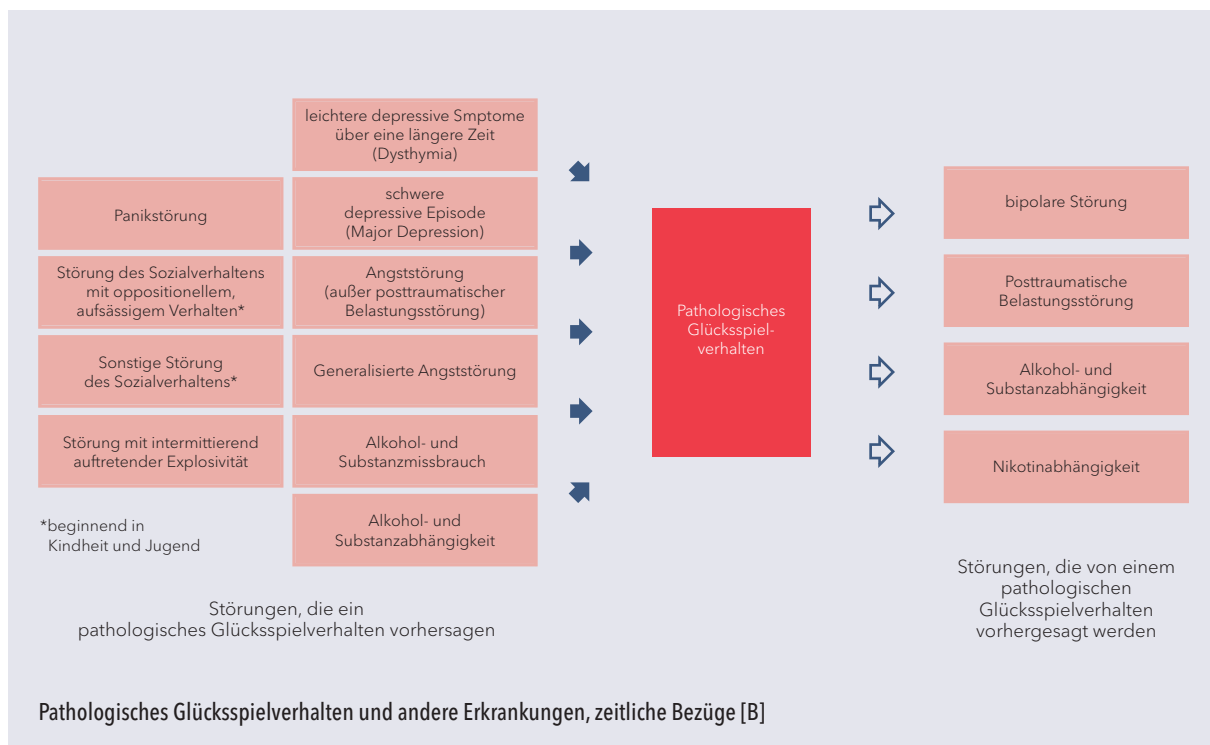 leichtere depressive Smptome
über eine längere Zeit
(Dysthymia)
Panikstörung
schwere
depressive Episode
(Major Depression)
Störung des Sozialverhaltens
mit oppositionellem,
aufsässigem Verhalten*
Angststörung
(außer posttraumatischer
Belastungsstörung)
Sonstige Störung
des Sozialverhaltens*
Generalisierte Angststörung
Störung mit intermittierend
auftretender Explosivität
Alkohol- und
Substanzmissbrauch
Alkohol- und
Substanzabhängigkeit
*beginnend in
Kindheit und Jugend
Störungen, die ein
pathologisches Glücksspielverhalten vorhersagen
Pathologisches
Glücksspiel-
verhalten
bipolare Störung
Posttraumatische
Belastungsstörung
Alkohol- und
Substanzabhängigkeit
Nikotinabhängigkeit
Störungen, die von einem
pathologischen
Glücksspielverhalten
vorhergesagt werden
Pathologisches Glücksspielverhalten und andere Erkrankungen, zeitliche Bezüge [B]